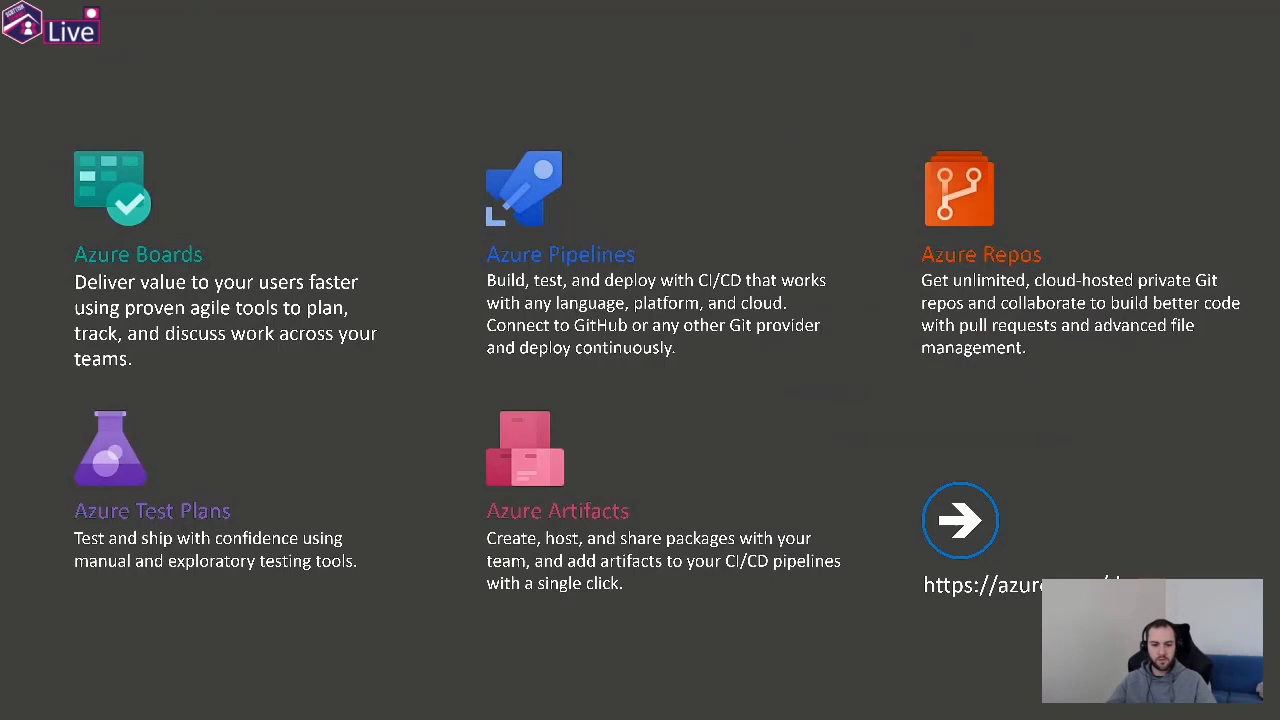 Live
Azure Boards
Deliver value to your users faster
using proven agile tools to plan,
track, and discuss work across your
teams.
Azure Pipelines
Build, test, and deploy with CI/CD that works
with any language, platform, and cloud.
Connect to GitHub or any other Git provider
and deploy continuously.
Azure Repos
Get unlimited, cloud-hosted private Git
repos and collaborate to build better code
with pull requests and advanced file
management.
Azure Test Plans
Test and ship with confidence using
manual and exploratory testing tools.
Azure Artifacts
Create, host, and share packages with your
team, and add artifacts to your CI/CD pipelines
with a single click.